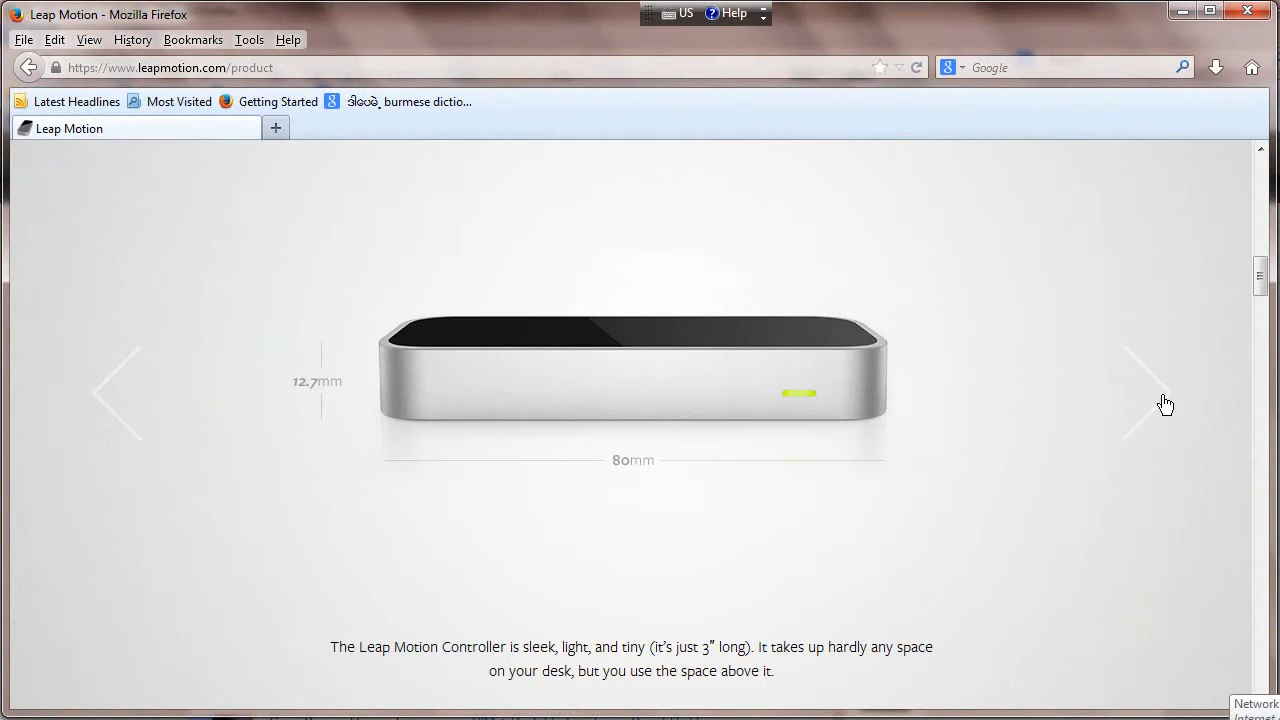 Leap Motion - Mozilla Firefox
US Help
File Edit View History Bookmarks Tools Help
https://www.leapmotion.com/product
Google
Latest Headlines Most Visited Getting Started burmese dictio...
Leap Motion
12.7mm
80mm
The Leap Motion Controller is sleek, light, and tiny (it's just 3″ long). It takes up hardly any space
on your desk, but you use the space above it.
Network
Internet